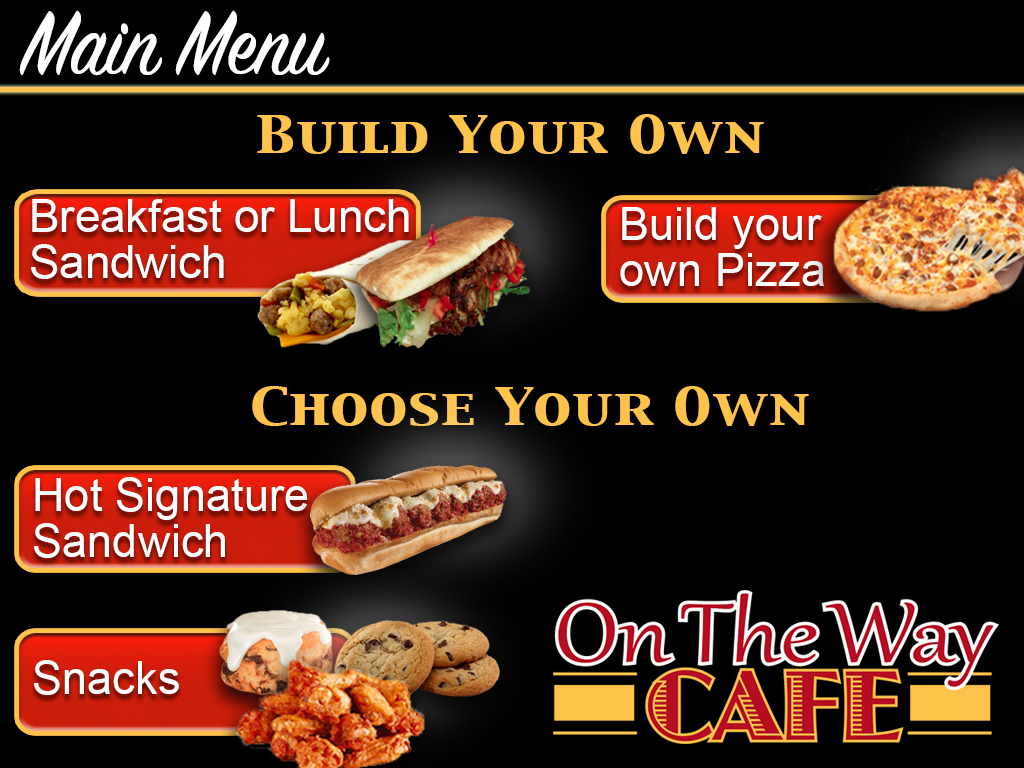 Main Menu
Build Your Own
Breakfast or Lunch
Sandwich
Build your
own Pizza
Choose Your Own
Hot Signature
Sandwich
Snacks
On The Way
CAFE